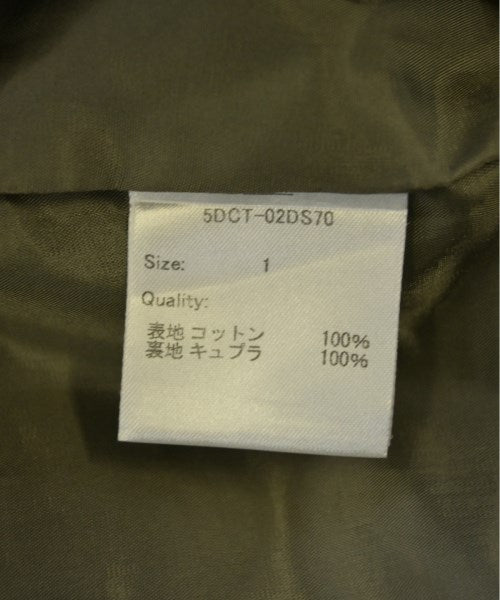 5DCT-02DS70
Size: 1
Quality:
表地 コットン 100%
裏地 キュプラ 100%